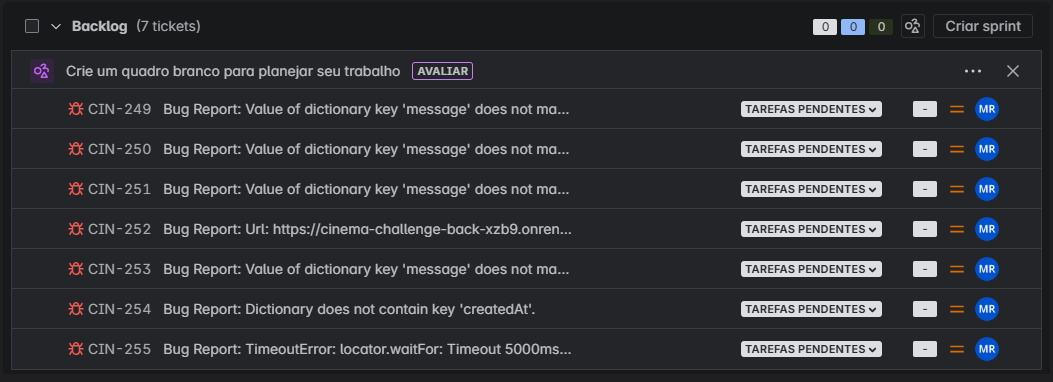 Backlog (7 tickets) 0 0 0 Criar sprint
Crie um quadro branco para planejar seu trabalho AVALIAR
CIN-249 Bug Report: Value of dictionary key 'message' does not ma... TAREFAS PENDENTES - MR
CIN-250 Bug Report: Value of dictionary key 'message' does not ma... TAREFAS PENDENTES - MR
CIN-251 Bug Report: Value of dictionary key 'message' does not ma... TAREFAS PENDENTES - MR
CIN-252 Bug Report: Url: https://cinema-challenge-back-xzb9.onren... TAREFAS PENDENTES - MR
CIN-253 Bug Report: Value of dictionary key 'message' does not ma... TAREFAS PENDENTES - MR
CIN-254 Bug Report: Dictionary does not contain key 'createdAt'. TAREFAS PENDENTES - MR
CIN-255 Bug Report: TimeoutError: locator.waitFor: Timeout 5000ms... TAREFAS PENDENTES - MR